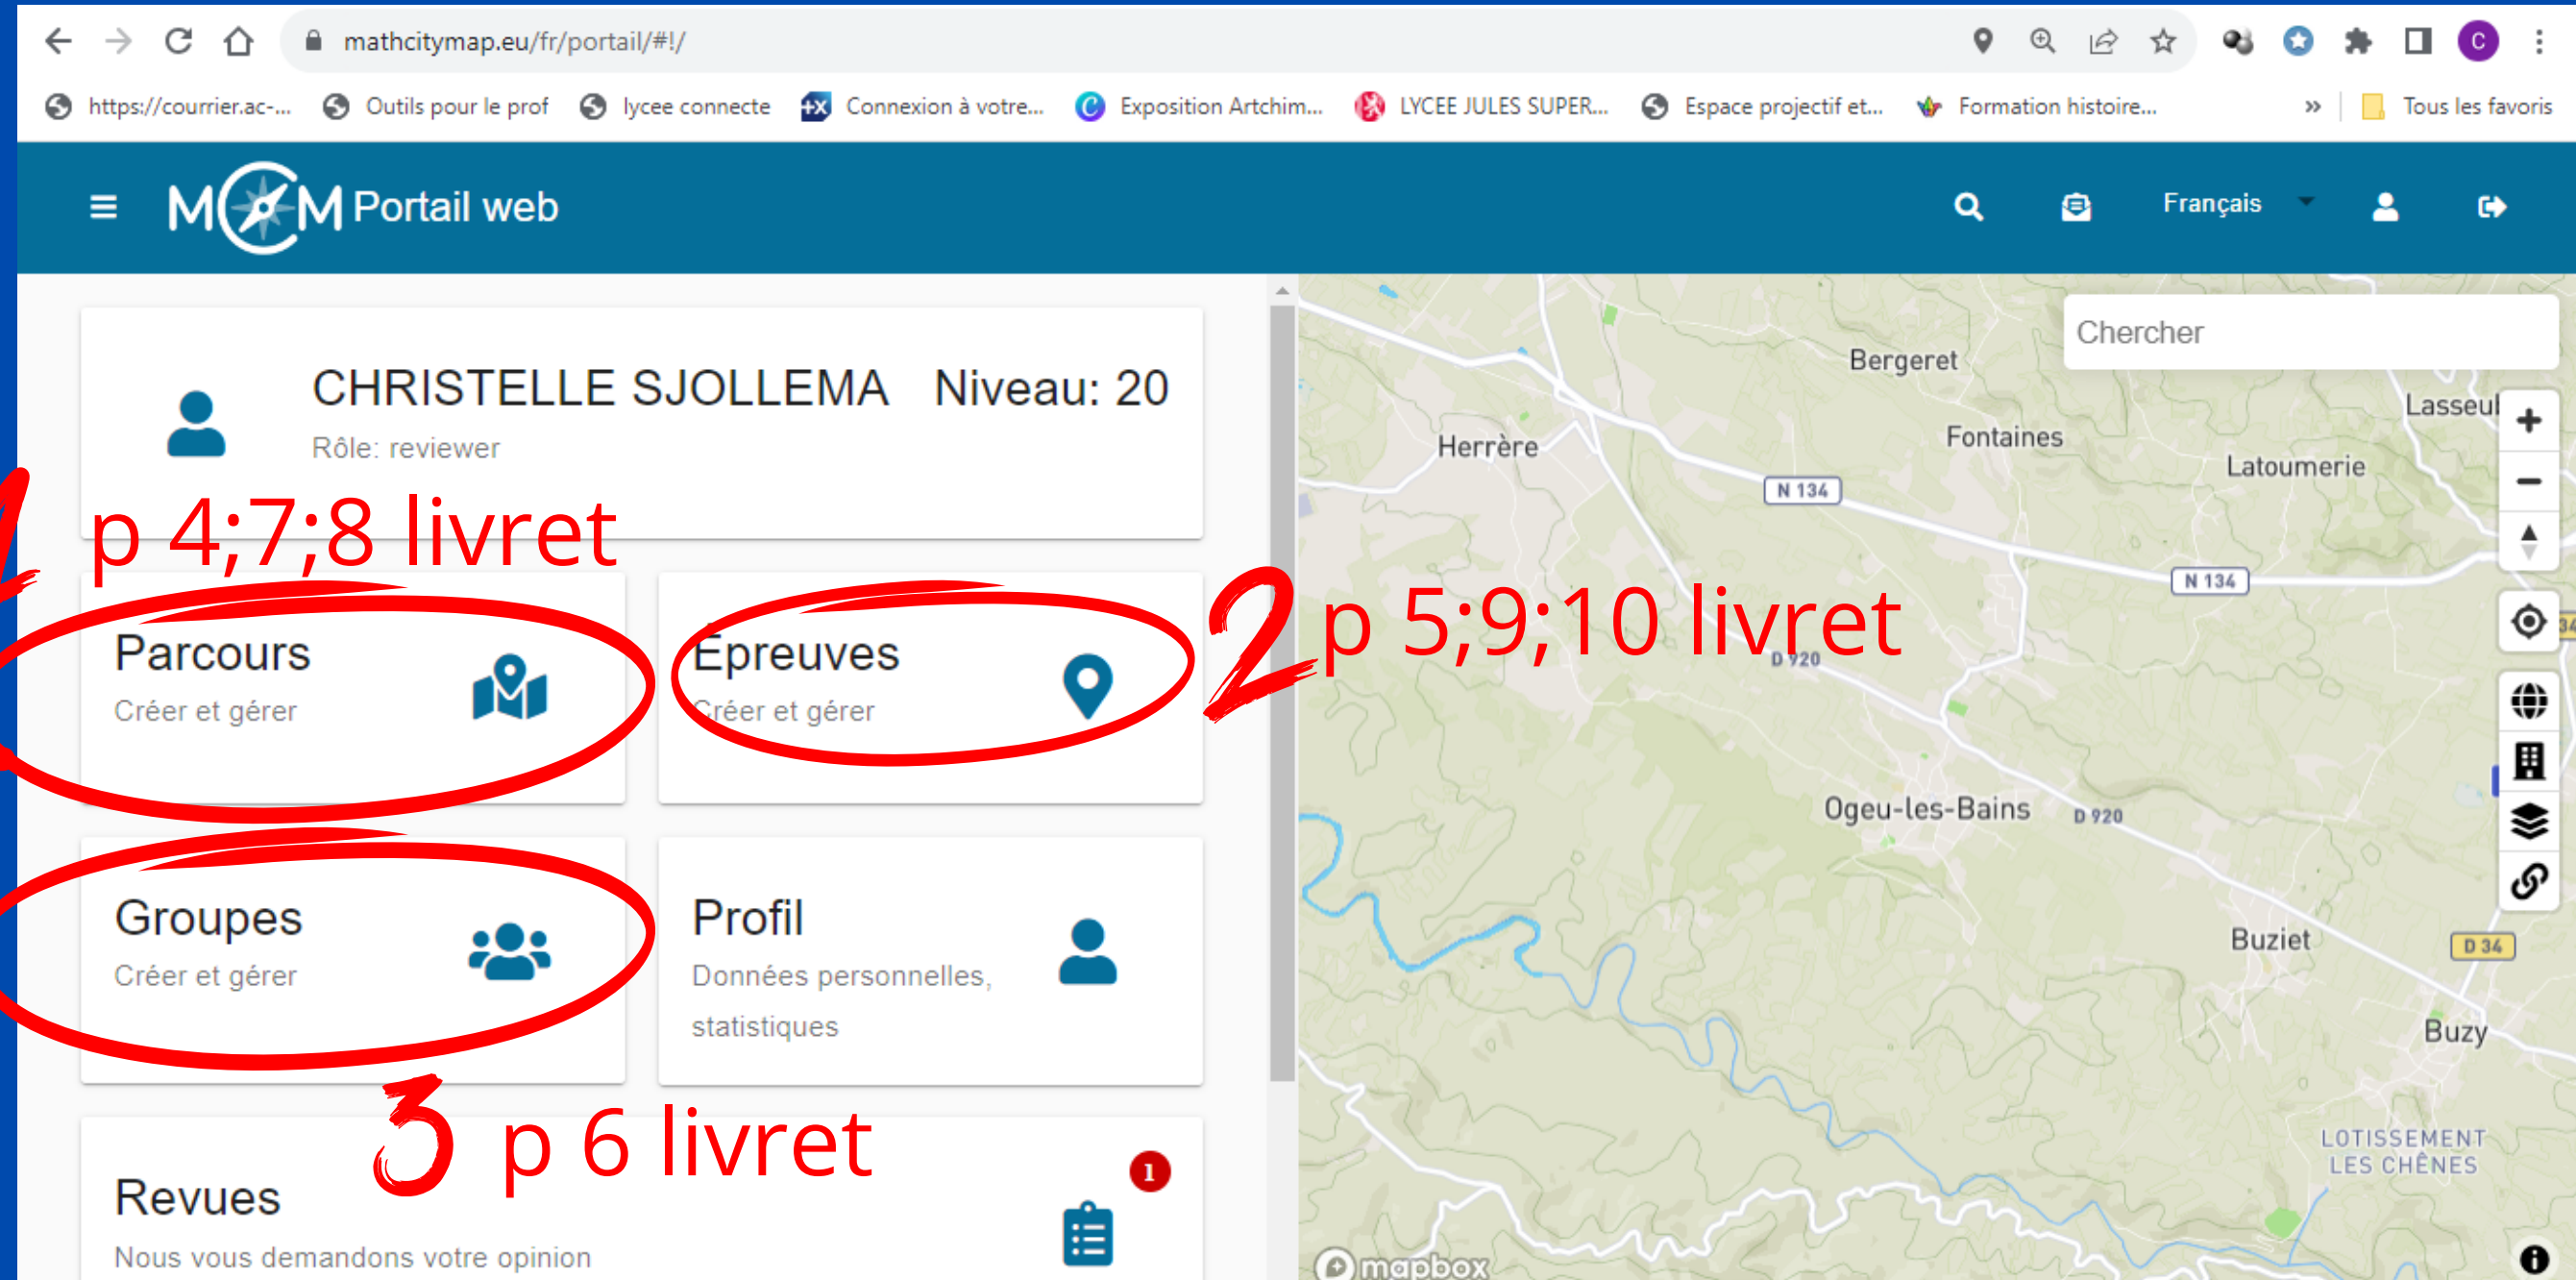 mathcitymap.eu/fr/portail/#!/
C
https://courrier.ac-... Outils pour le prof lycee connecte +x Connexion à votre... C Exposition Artchim... LYCEE JULES SUPER... Espace projectif et... Formation histoire... » Tous les favoris
MCM Portail web
Français
CHRISTELLE SJOLLEMA Niveau: 20
Rôle: reviewer
1 p 4;7;8 livret
Parcours
Créer et gérer
Épreuves
Créer et gérer
2 p 5;9;10 livret
Groupes
Créer et gérer
Profil
Données personnelles,
statistiques
3 p 6 livret
Revues
1
Nous vous demandons votre opinion
Chercher
Bergeret
Herrère
Fontaines
Latoumerie
N 134
N 134
D 920
Ogeu-les-Bains
D 920
Buziet
D 34
Buzy
LOTISSEMENT
LES CHÊNES
mapbox